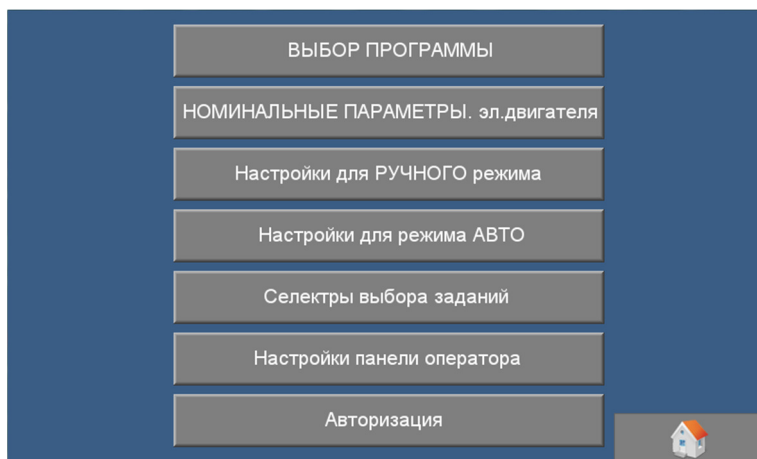 ВЫБОР ПРОГРАММЫ
НОМИНАЛЬНЫЕ ПАРАМЕТРЫ. эл.двигателя
Настройки для РУЧНОГО режима
Настройки для режима АВТО
Селектры выбора заданий
Настройки панели оператора
Авторизация